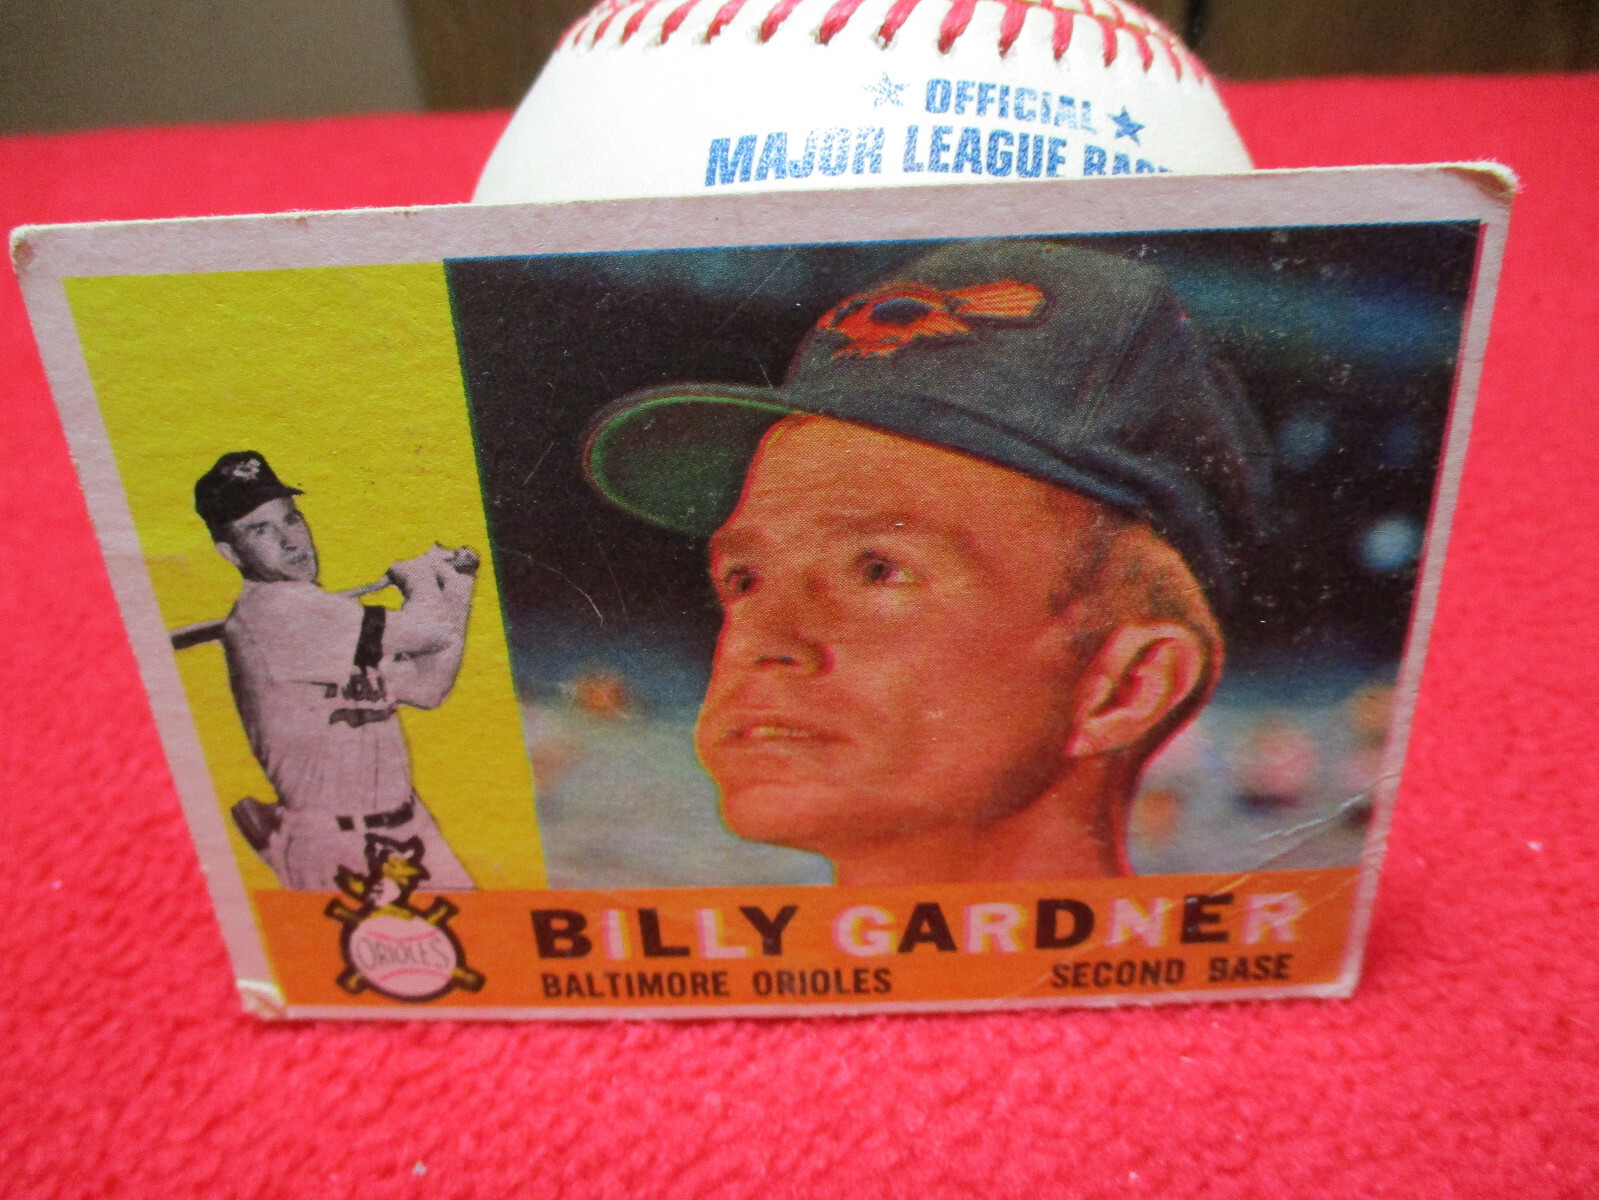 OFFICIAL
MAJOR LEAGUE
BILLY GARDNER
BALTIMORE ORIOLES SECOND BASE
ORIOLES